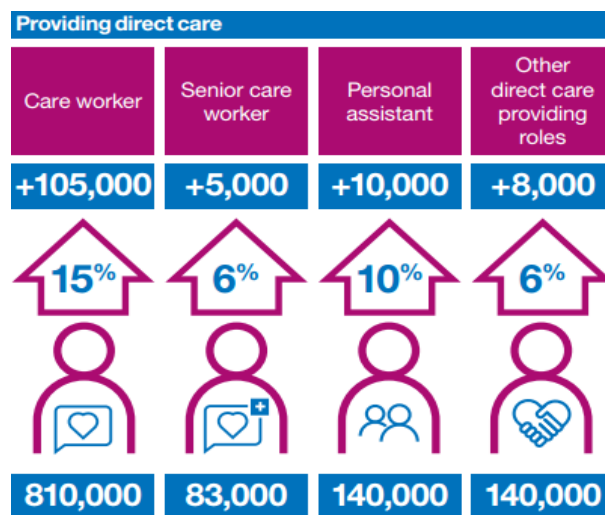 Providing direct care
Care worker
Senior care
worker
Personal
assistant
Other
direct care
providing
roles
+105,000
+5,000
+10,000
+8,000
15%
6%
10%
6%
810,000
83,000
140,000
140,000